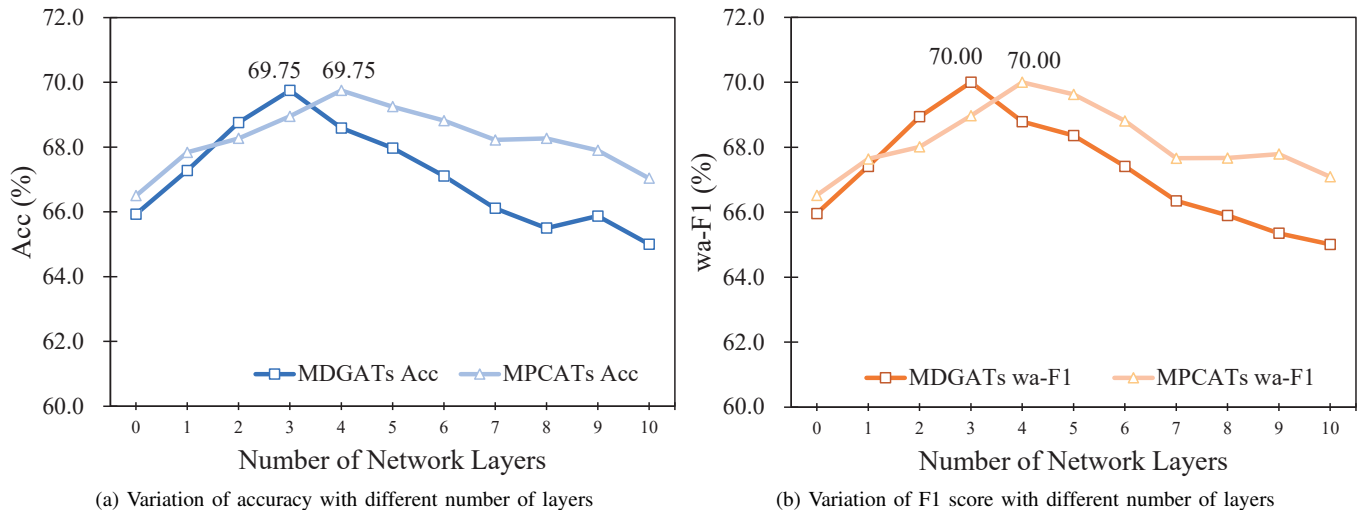 72.0
70.0
68.0
66.0
64.0
62.0
60.0
Acc (%)
69.75 69.75
MDGATs Acc MPCATs Acc
0 1 2 3 4 5 6 7 8 9 10
Number of Network Layers
(a) Variation of accuracy with different number of layers
72.0
70.0
68.0
66.0
64.0
62.0
60.0
wa-F1 (%)
70.00 70.00
MDGATs wa-F1 MPCATs wa-F1
0 1 2 3 4 5 6 7 8 9 10
Number of Network Layers
(b) Variation of F1 score with different number of layers